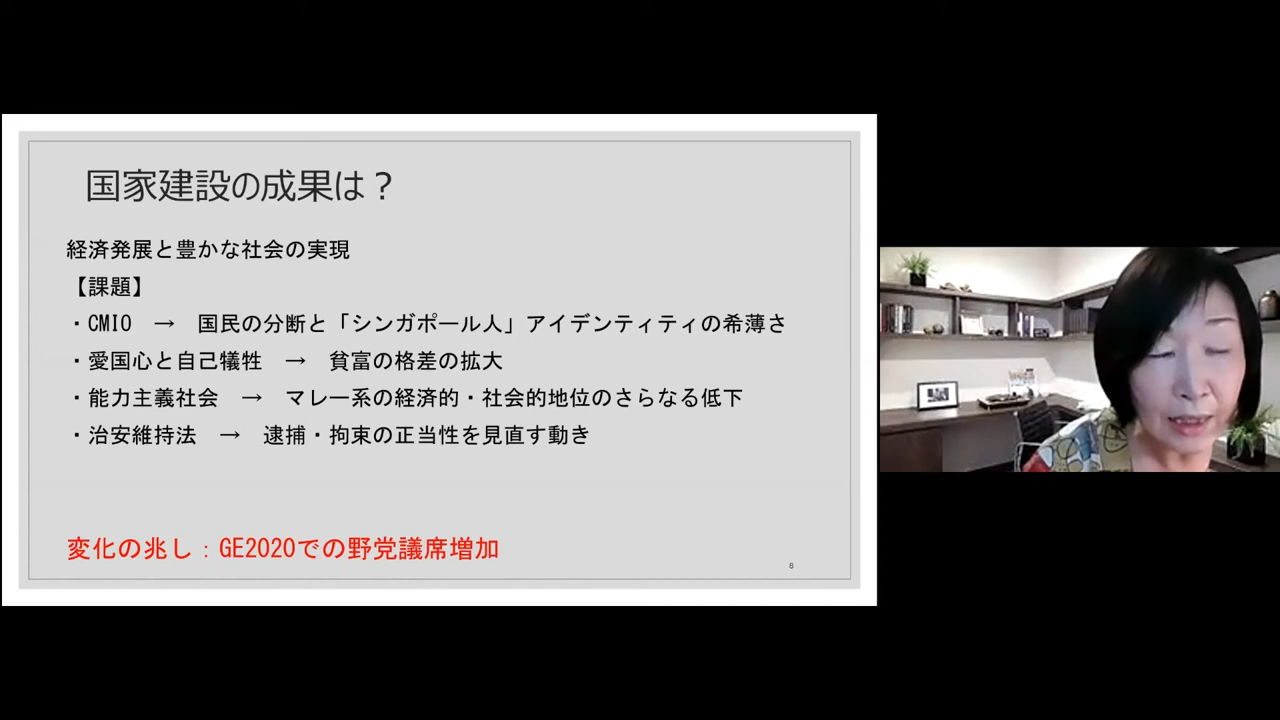 国家建設の成果は？
経済発展と豊かな社会の実現
【課題】
・CMIO　→　国民の分断と「シンガポール人」アイデンティティの希薄さ
・愛国心と自己犠牲　→　貧富の格差の拡大
・能力主義社会　→　マレー系の経済的・社会的地位のさらなる低下
・治安維持法　→　逮捕・拘束の正当性を見直す動き
変化の兆し：GE2020での野党議席増加